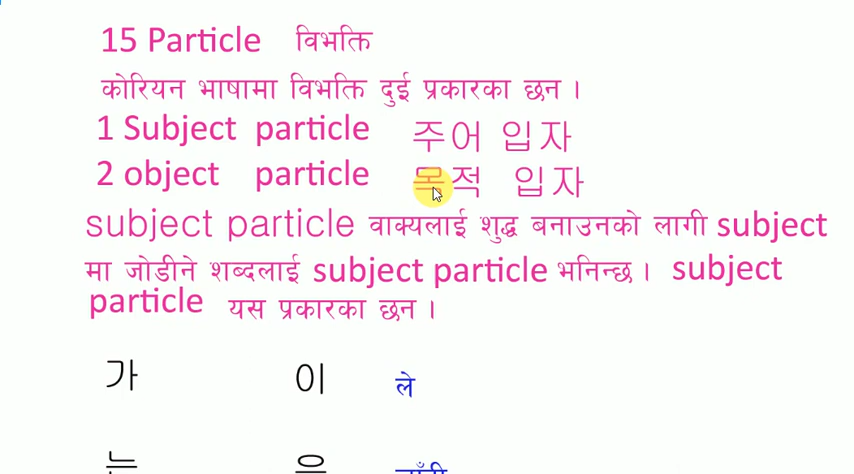 15 Particle विभक्ति
कोरियन भाषामा विभक्ति दुई प्रकारका छन ।
1 Subject particle 주어 입자
2 object particle 목적 입자
subject particle वाक्यलाई शुद्ध बनाउनको लागी subject
मा जोडीने शब्दलाई subject particle भनिन्छ । subject
particle यस प्रकारका छन ।
가 이 ले